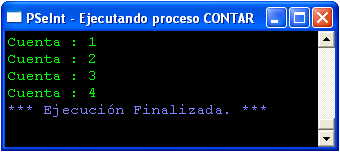 PSeInt - Ejecutando proceso CONTAR
Cuenta : 1
Cuenta : 2
Cuenta : 3
Cuenta : 4
*** Ejecución Finalizada. ***